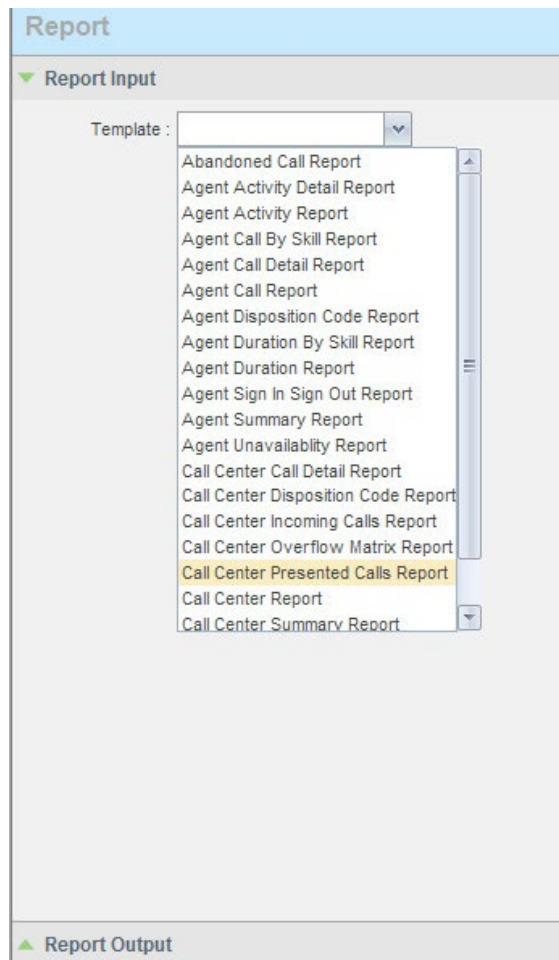 Report
Report Input
Template :
Abandoned Call Report
Agent Activity Detail Report
Agent Activity Report
Agent Call By Skill Report
Agent Call Detail Report
Agent Call Report
Agent Disposition Code Report
Agent Duration By Skill Report
Agent Duration Report
Agent Sign In Sign Out Report
Agent Summary Report
Agent Unavailablity Report
Call Center Call Detail Report
Call Center Disposition Code Report
Call Center Incoming Calls Report
Call Center Overflow Matrix Report
Call Center Presented Calls Report
Call Center Report
Call Center Summary Report
Report Output